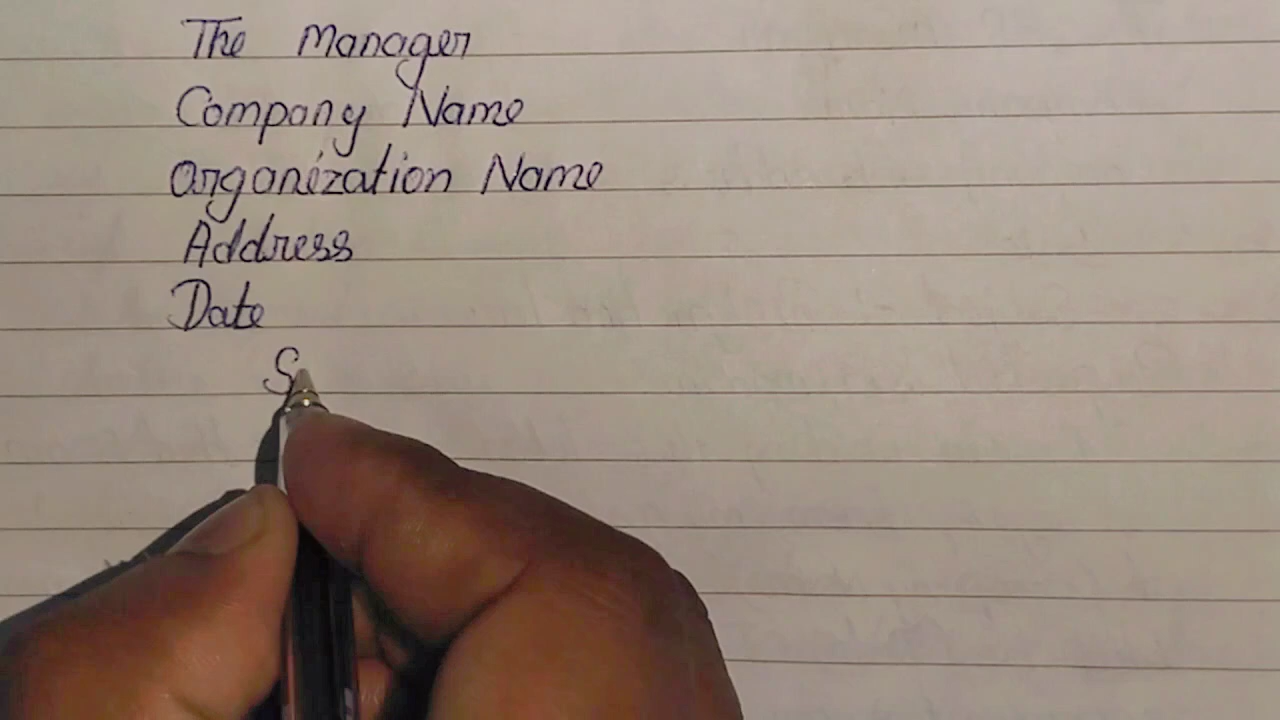 The Manager
Company Name
Organization Name
Address
Date
S